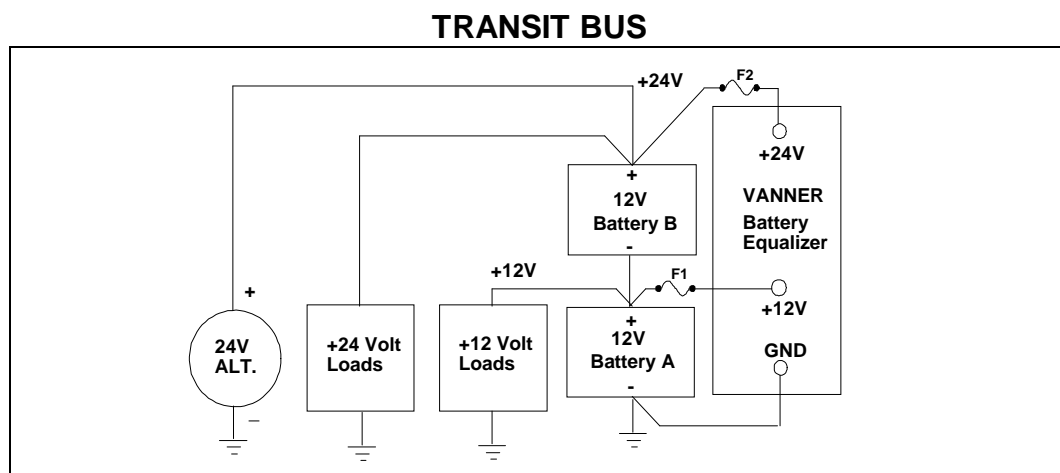 TRANSIT BUS
+24V
F2
+24V
+
12V
Battery B
-
VANNER
Battery
Equalizer
+12V
F1
+12V
+
24V
ALT.
–
+24 Volt
Loads
+12 Volt
Loads
+
12V
Battery A
-
GND